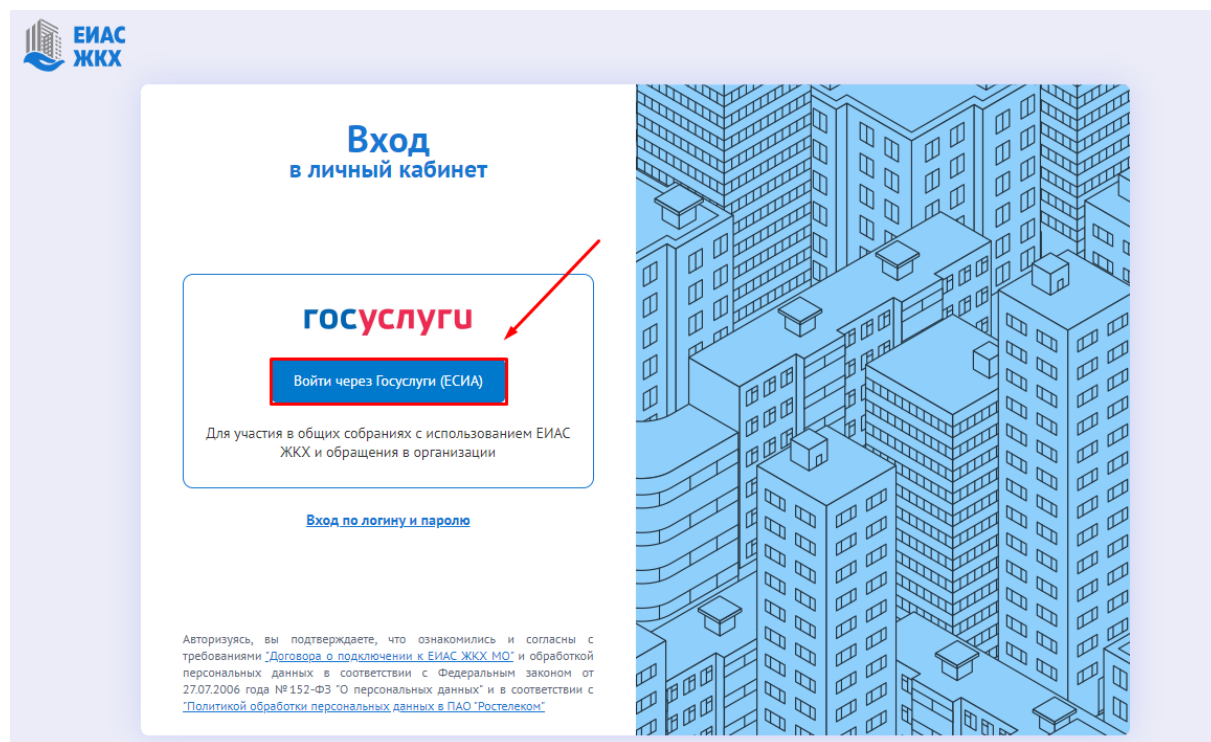 ЕИАС
ЖКХ
Вход
в личный кабинет
госуслуги
Войти через Госуслуги (ЕСИА)
Для участия в общих собраниях с использованием ЕИАС
ЖКХ и обращения в организации
Вход по логину и паролю
Авторизуясь, вы подтверждаете, что ознакомились и согласны с
требованиями "Договора о подключении к ЕИАС ЖКХ МО" и обработкой
персональных данных в соответствии с Федеральным законом от
27.07.2006 года №152-ФЗ "О персональных данных" и в соответствии с
"Политикой обработки персональных данных в ПАО "Ростелеком"